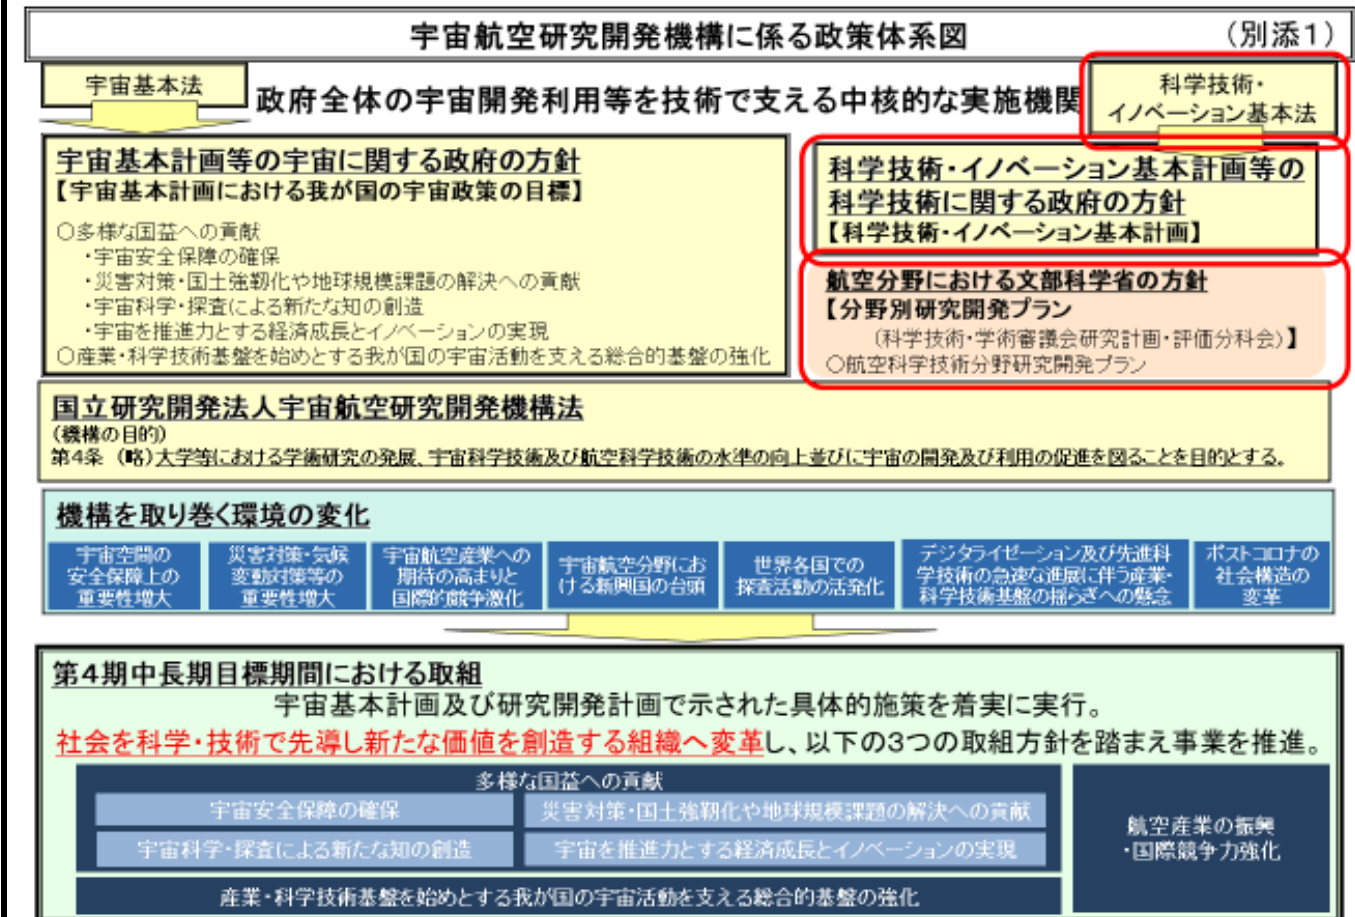 宇宙航空研究開発機構に係る政策体系図
(別添1)
宇宙基本法
政府全体の宇宙開発利用等を技術で支える中核的な実施機関
科学技術・
イノベーション基本法
宇宙基本計画等の宇宙に関する政府の方針
【宇宙基本計画における我が国の宇宙政策の目標】
○多様な国益への貢献
・宇宙安全保障の確保
・災害対策・国土強靭化や地球規模課題の解決への貢献
・宇宙科学・探査による新たな知の創造
・宇宙を推進力とする経済成長とイノベーションの実現
○産業・科学技術基盤を始めとする我が国の宇宙活動を支える総合的基盤の強化
科学技術・イノベーション基本計画等の
科学技術に関する政府の方針
【科学技術・イノベーション基本計画】
航空分野における文部科学省の方針
【分野別研究開発プラン
(科学技術・学術審議会研究計画・評価分科会)】
○航空科学技術分野研究開発プラン
国立研究開発法人宇宙航空研究開発機構法
(機構の目的)
第4条 (略)大学等における学術研究の発展、宇宙科学技術及び航空科学技術の水準の向上並びに宇宙の開発及び利用の促進を図ることを目的とする。
機構を取り巻く環境の変化
宇宙空間の
安全保障上の
重要性増大
災害対策・気候
変動対策等の
重要性増大
宇宙航空産業への
期待の高まりと
国際的競争激化
宇宙航空分野にお
ける新興国の台頭
世界各国での
探査活動の活発化
デジタライゼーション及び先進科
学技術の急速な進展に伴う産業・
科学技術基盤の揺らぎへの懸念
ポストコロナの
社会構造の
変革
第4期中長期目標期間における取組
宇宙基本計画及び研究開発計画で示された具体的施策を着実に実行。
社会を科学・技術で先導し新たな価値を創造する組織へ変革し、以下の3つの取組方針を踏まえ事業を推進。
多様な国益への貢献
宇宙安全保障の確保
災害対策・国土強靭化や地球規模課題の解決への貢献
宇宙科学・探査による新たな知の創造
宇宙を推進力とする経済成長とイノベーションの実現
産業・科学技術基盤を始めとする我が国の宇宙活動を支える総合的基盤の強化
航空産業の振興
・国際競争力強化